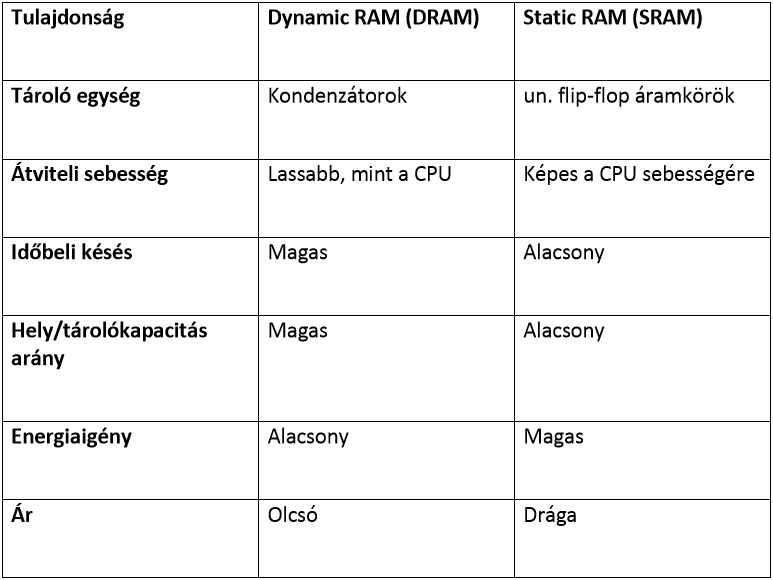 Tulajdonság Dynamic RAM (DRAM) Static RAM (SRAM)
Tároló egység Kondenzátorok un. flip-flop áramkörök
Átviteli sebesség Lassabb, mint a CPU Képes a CPU sebességére
Időbeli késés Magas Alacsony
Hely/tárolókapacitás Magas Alacsony
arány
Energiaigény Alacsony Magas
Ár Olcsó Drága